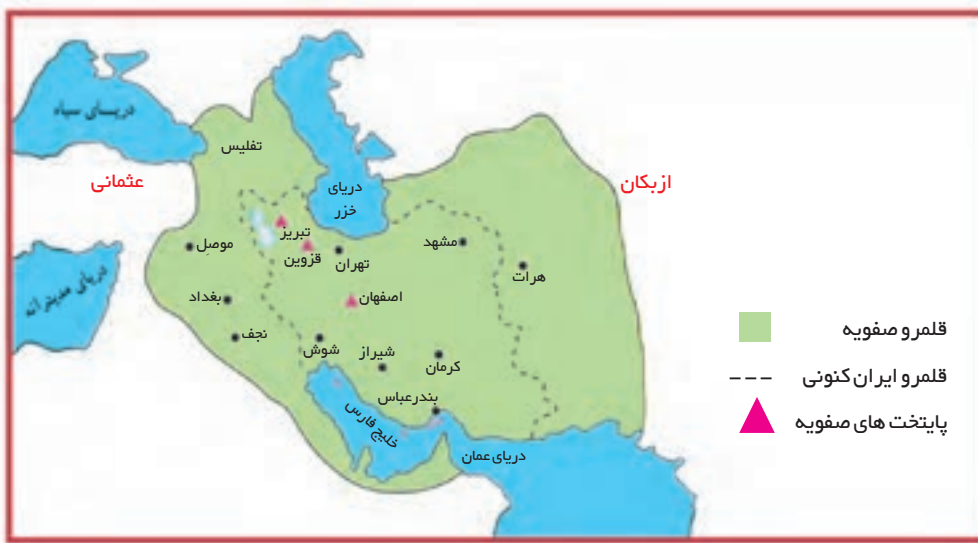 دریای سیاه
تفلیس
عثمانی
دریای
خزر
ازبکان
تبریز
موصِل
قزوین
تهران
مشهد
هرات
دریای مدیترانه
بغداد
اصفهان
نجف
شوش
شیراز
کرمان
بندرعباس
خلیج فارس
دریای عمان
قلمرو صفویه
قلمرو ایران کنونی
پایتخت های صفویه